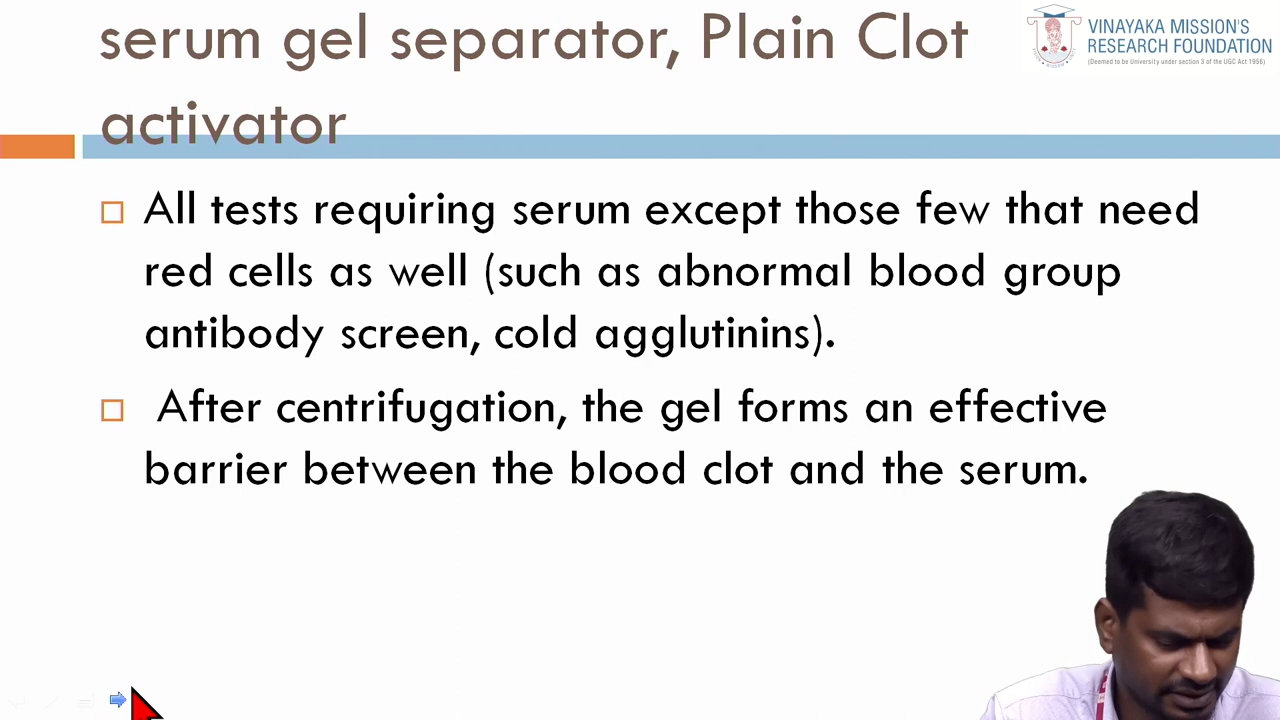 serum gel separator, Plain Clot
activator
VINAYAKA MISSION'S
RESEARCH FOUNDATION
(Deemed to be University under section 3 of the UGC Act 1956)
All tests requiring serum except those few that need
red cells as well (such as abnormal blood group
antibody screen, cold agglutinins).
After centrifugation, the gel forms an effective
barrier between the blood clot and the serum.